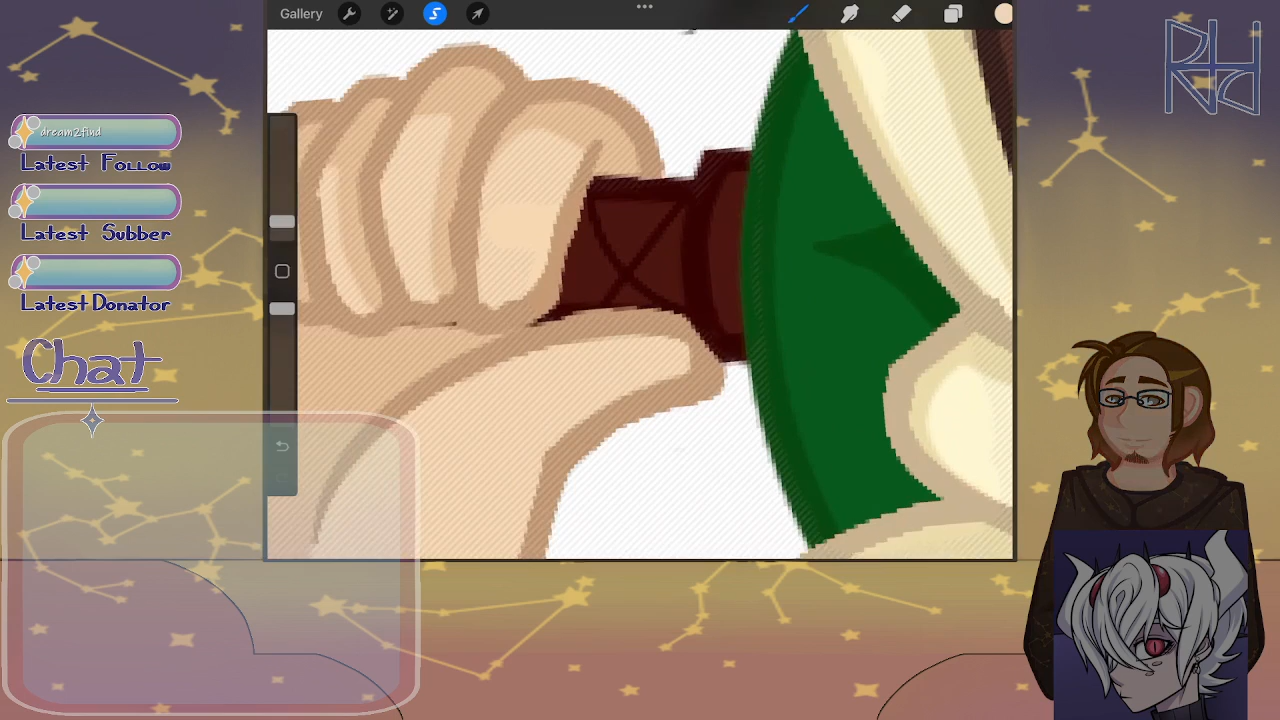 Gallery
dream2find
Latest Follow
Latest Subber
Latest Donator
Chat